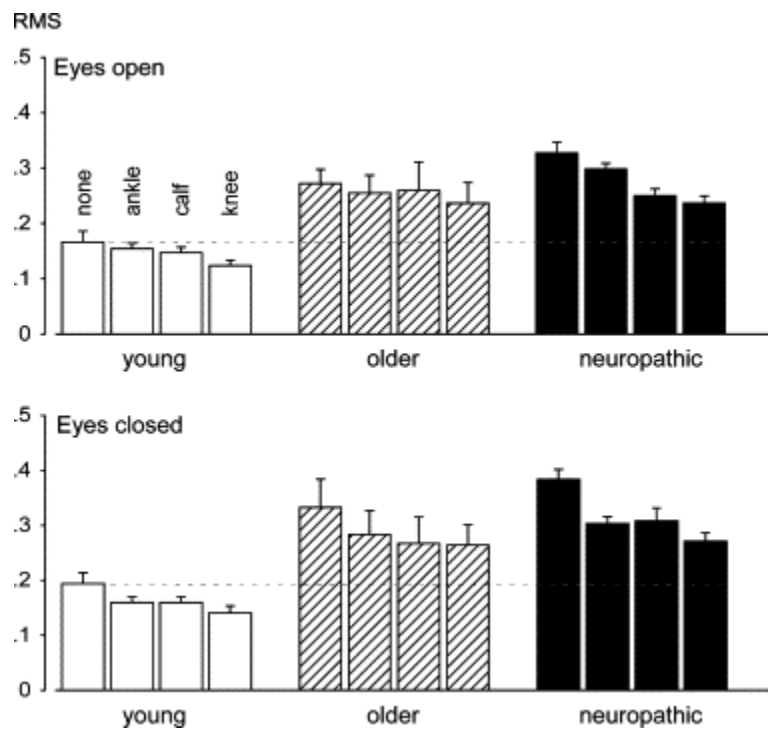 RMS
.5
Eyes open
.4
.3
none
ankle
calf
knee
.2
.1
0
young
older
neuropathic
.5
Eyes closed
.4
.3
.2
.1
0
young
older
neuropathic